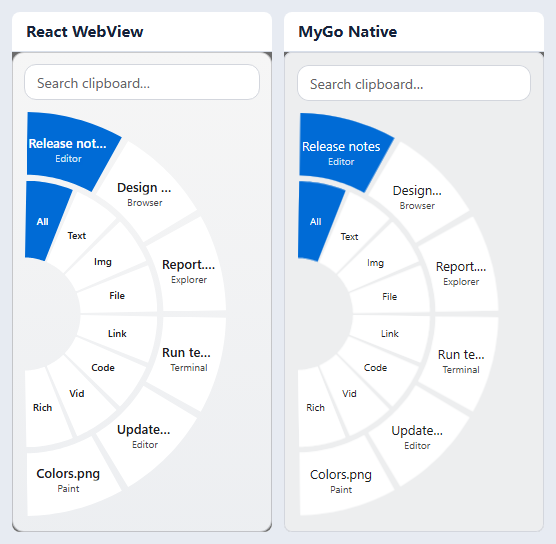 React WebView
Search clipboard...
Release not...
Editor
Design ...
Browser
All
Text
Img
Report....
Explorer
File
Link
Run te...
Terminal
Code
Vid
Rich
Update...
Editor
Colors.png
Paint
MyGo Native
Search clipboard...
Release notes
Editor
Design...
Browser
All
Text
Img
Report....
Explorer
File
Link
Run te...
Terminal
Code
Vid
Rich
Update...
Editor
Colors.png
Paint